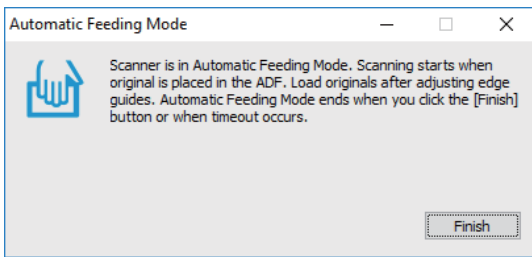 Automatic Feeding Mode
Scanner is in Automatic Feeding Mode. Scanning starts when
original is placed in the ADF. Load originals after adjusting edge
guides. Automatic Feeding Mode ends when you click the [Finish]
button or when timeout occurs.
Finish